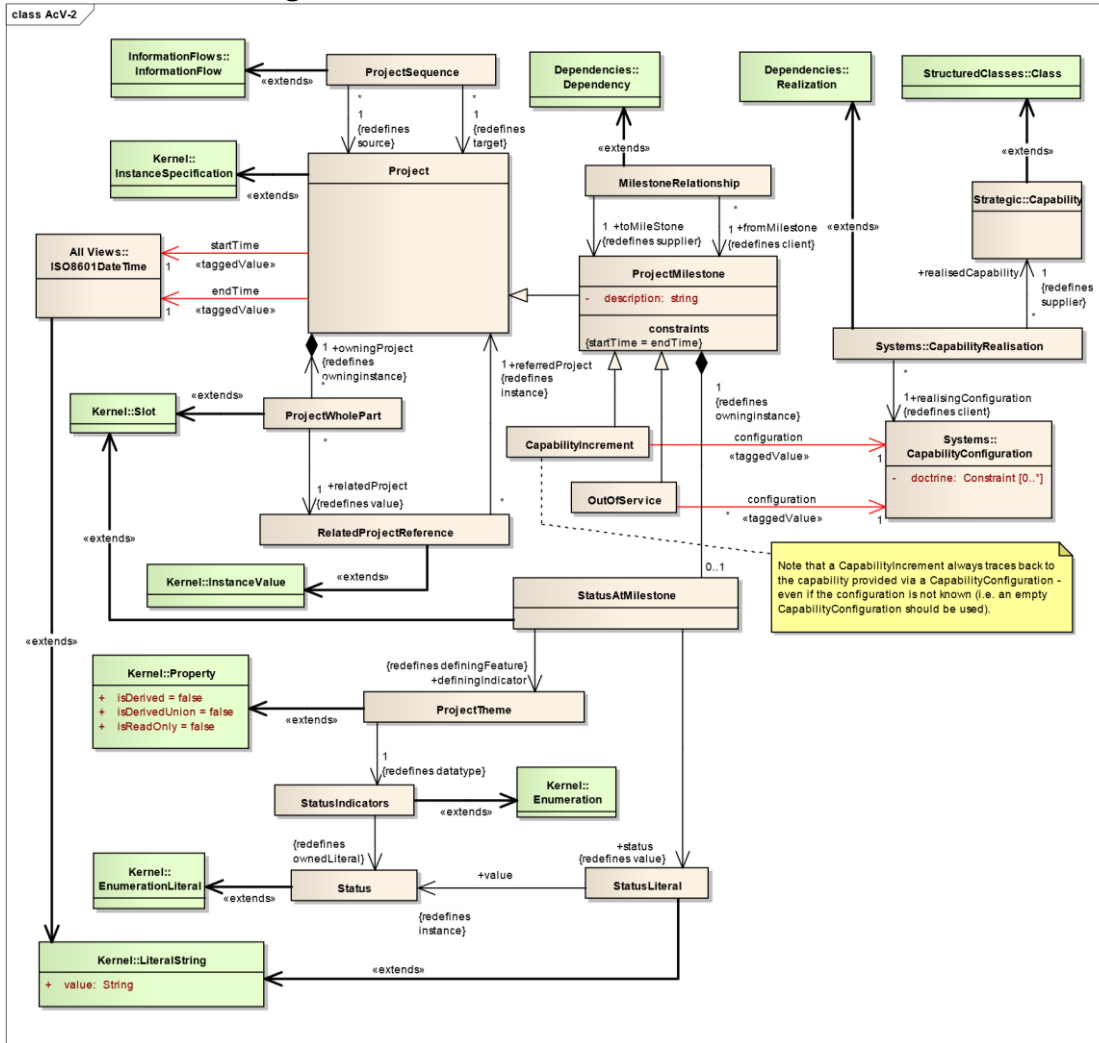 class AcV-2
InformationFlows::
InformationFlow
«extends»
ProjectSequence
*
1
{redefines
source}
*
1
{redefines
target}
Dependencies::
Dependency
Dependencies::
Realization
StructuredClasses::Class
«extends»
«extends»
«extends»
Kernel::
InstanceSpecification
«extends»
Project
MilestoneRelationship
*
1 +toMileStone
{redefines supplier}
1 +fromMilestone
{redefines client}
Strategic::Capability
All Views::
ISO8601DateTime
startTime
1
«taggedValue»
endTime
1
«taggedValue»
ProjectMilestone
- description: string
constraints
{startTime = endTime}
+realisedCapability
1
{redefines
supplier}
*
Systems::CapabilityRealisation
1 +owningProject
{redefines
owninginstance}
*
1 +referredProject
{redefines
instance}
1
{redefines
owninginstance}
*
1 +realisingConfiguration
{redefines client}
Kernel::Slot
«extends»
ProjectWholePart
*
CapabilityIncrement
configuration
«taggedValue»
1
Systems::
CapabilityConfiguration
- doctrine: Constraint [0..*]
OutOfService
configuration
*
«taggedValue»
1
1 +relatedProject
{redefines value}
*
RelatedProjectReference
«extends»
Kernel::InstanceValue
«extends»
Note that a CapabilityIncrement always traces back to
the capability provided via a CapabilityConfiguration -
even if the configuration is not known (i.e. an empty
CapabilityConfiguration should be used).
0..1
StatusAtMilestone
«extends»
{redefines definingFeature}
+definingIndicator
Kernel::Property
+ isDerived = false
+ isDerivedUnion = false
+ isReadOnly = false
«extends»
ProjectTheme
1
{redefines datatype}
StatusIndicators
«extends»
Kernel::
Enumeration
{redefines
ownedLiteral}
+status
{redefines value}
Kernel::
EnumerationLiteral
«extends»
Status
+value
{redefines
instance}
StatusLiteral
Kernel::LiteralString
+ value: String
«extends»